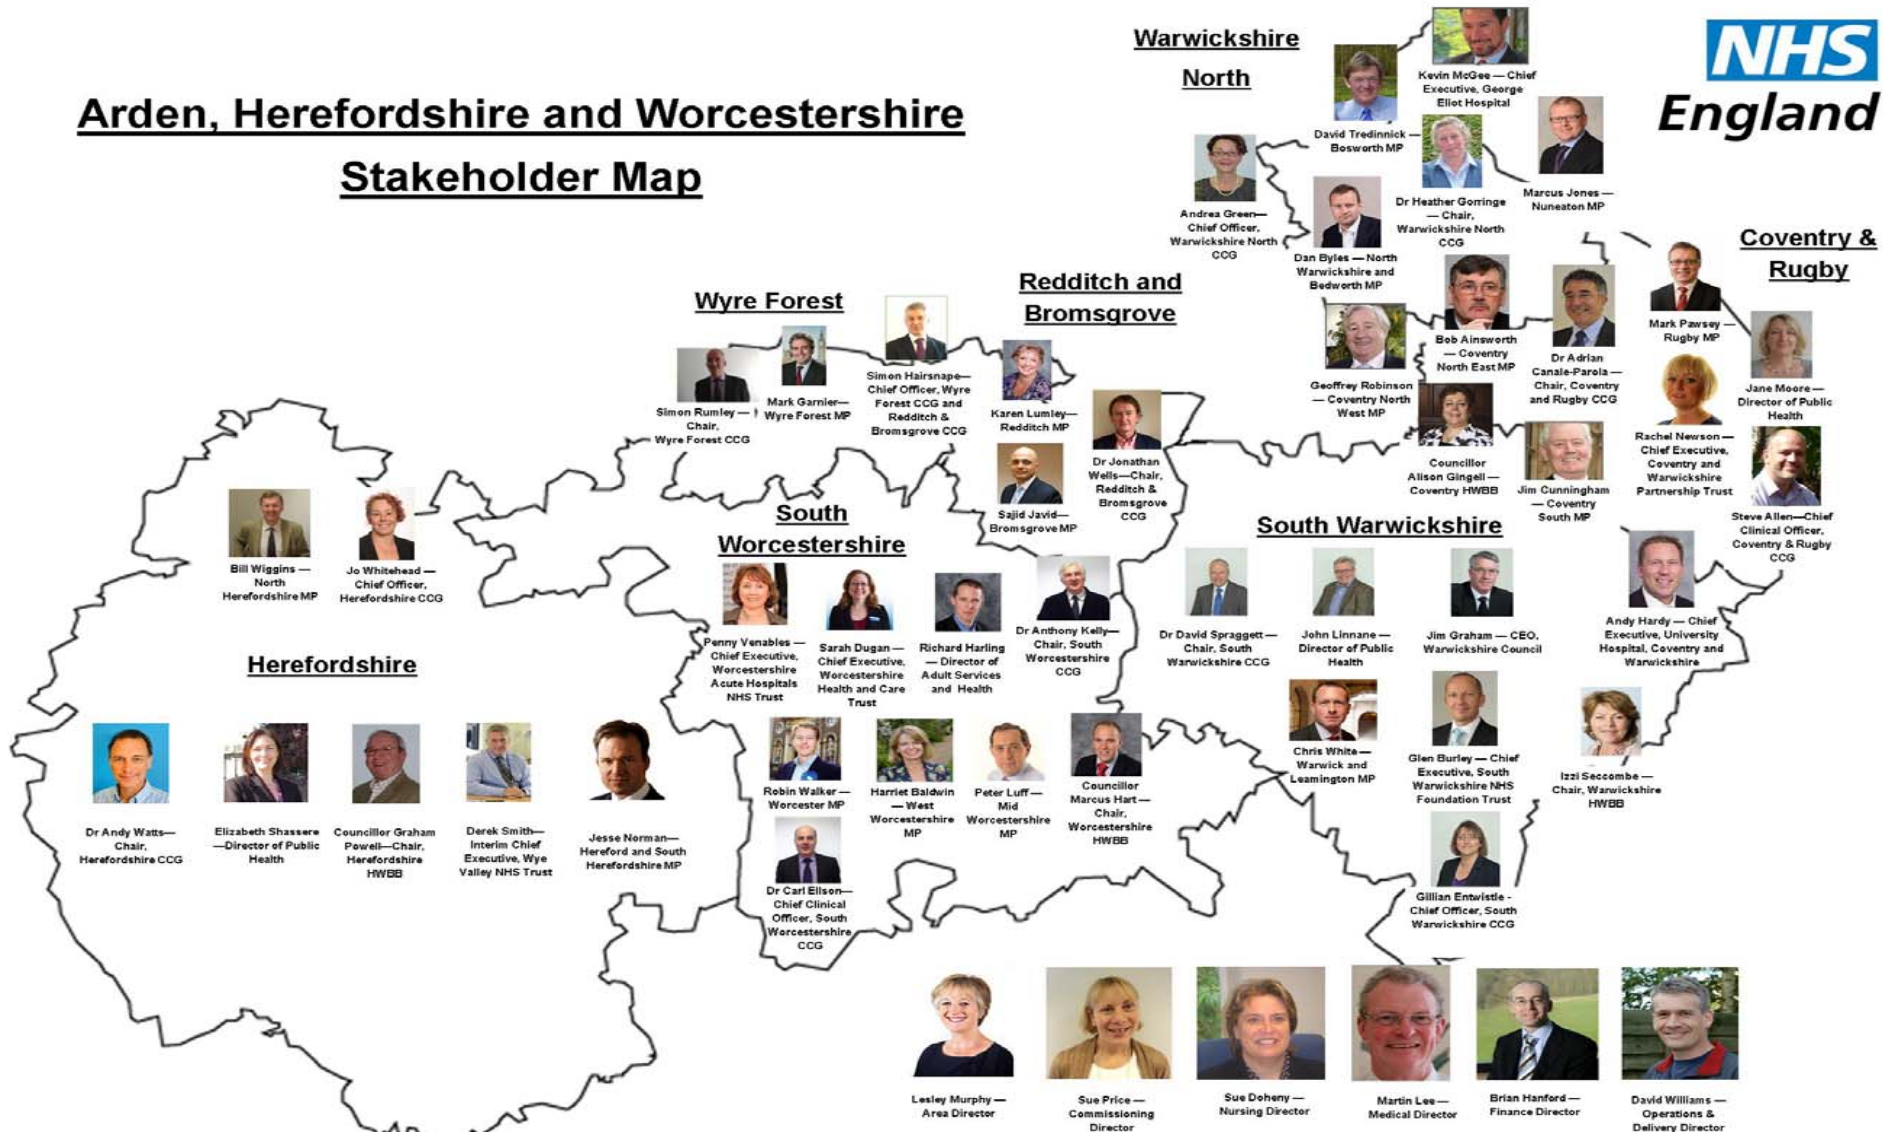 Arden, Herefordshire and Worcestershire
Stakeholder Map
NHS
England
Warwickshire
North
Kevin McGee — Chief
Executive, George
Eliot Hospital
David Tredinnick —
Bosworth MP
Marcus Jones —
Nuneaton MP
Andrea Green—
Chief Officer,
Warwickshire North
CCG
Dr Heather Gorringe
— Chair,
Warwickshire North
CCG
Dan Byles — North
Warwickshire and
Bedworth MP
Coventry &
Rugby
Mark Pawsey —
Rugby MP
Bob Ainsworth
— Coventry
North East MP
Dr Adrian
Canale-Parola —
Chair, Coventry
and Rugby CCG
Geoffrey Robinson
— Coventry North
West MP
Jane Moore —
Director of Public
Health
Rachel Newson —
Chief Executive,
Coventry and
Warwickshire
Partnership Trust
Councillor
Alison Gingell —
Coventry HWBB
Jim Cunningham
— Coventry
South MP
Steve Allen—Chief
Clinical Officer,
Coventry & Rugby
CCG
Andy Hardy — Chief
Executive, University
Hospital, Coventry and
Warwickshire
Redditch and
Bromsgrove
Karen Lumley—
Redditch MP
Dr Jonathan
Wells—Chair,
Redditch &
Bromsgrove
CCG
Sajid Javid—
Bromsgrove MP
Wyre Forest
Simon Rumley —
Chair,
Wyre Forest CCG
Mark Garnier—
Wyre Forest MP
Simon Hairsnape—
Chief Officer, Wyre
Forest CCG and
Redditch &
Bromsgrove CCG
South
Worcestershire
Penny Venables —
Chief Executive,
Worcestershire
Acute Hospitals
NHS Trust
Sarah Dugan —
Chief Executive,
Worcestershire
Health and Care
Trust
Richard Harling
— Director of
Adult Services
and Health
Dr Anthony Kelly—
Chair, South
Worcestershire
CCG
Robin Walker —
Worcester MP
Harriet Baldwin
— West
Worcestershire
MP
Peter Luff —
Mid
Worcestershire
MP
Councillor
Marcus Hart —
Chair,
Worcestershire
HWBB
Dr Carl Ellson—
Chief Clinical
Officer, South
Worcestershire
CCG
South Warwickshire
Dr David Spraggett —
Chair, South
Warwickshire CCG
John Linnane —
Director of Public
Health
Jim Graham — CEO,
Warwickshire Council
Chris White —
Warwick and
Leamington MP
Glen Burley — Chief
Executive, South
Warwickshire NHS
Foundation Trust
Izzi Seccombe —
Chair, Warwickshire
HWBB
Gillian Entwistle -
Chief Officer, South
Warwickshire CCG
Bill Wiggins —
North
Herefordshire MP
Jo Whitehead —
Chief Officer,
Herefordshire CCG
Herefordshire
Dr Andy Watts—
Chair,
Herefordshire CCG
Elizabeth Shassere
—Director of Public
Health
Councillor Graham
Powell—Chair,
Herefordshire
HWBB
Derek Smith—
Interim Chief
Executive, Wye
Valley NHS Trust
Jesse Norman—
Hereford and South
Herefordshire MP
Lesley Murphy —
Area Director
Sue Price —
Commissioning
Director
Sue Doheny —
Nursing Director
Martin Lee —
Medical Director
Brian Hanford —
Finance Director
David Williams —
Operations &
Delivery Director